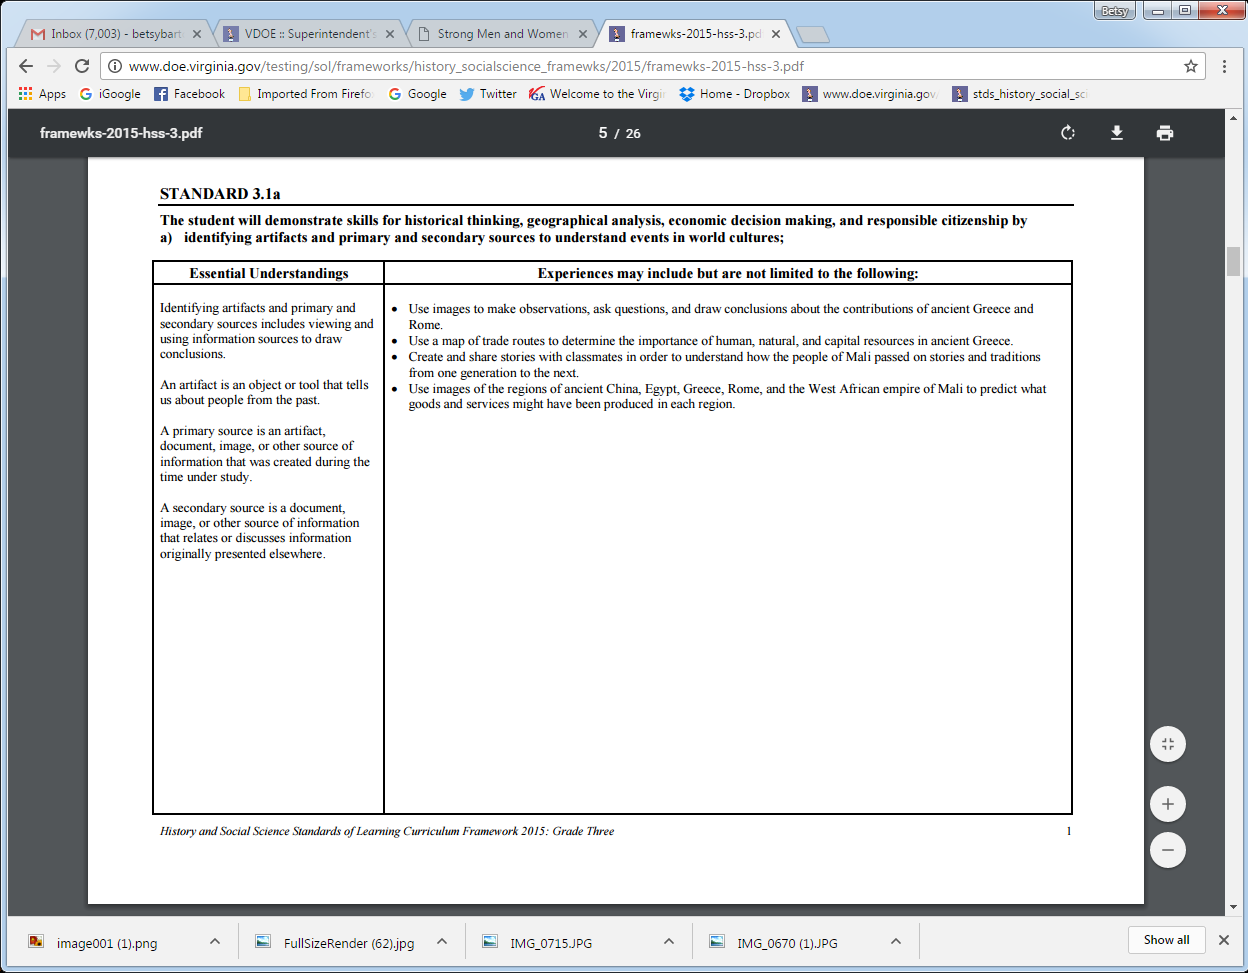 Betsy
Inbox (7,003) - betsybart
VDOE :: Superintendent's
Strong Men and Women
framewks-2015-hss-3.pd
www.doe.virginia.gov/testing/sol/frameworks/history_socialscience_framewks/2015/framewks-2015-hss-3.pdf
Apps iGoogle Facebook Imported From Firefo Google Twitter Welcome to the Virgi Home - Dropbox www.doe.virginia.gov stds_history_social_sci
framewks-2015-hss-3.pdf 5 / 26
STANDARD 3.1a
The student will demonstrate skills for historical thinking, geographical analysis, economic decision making, and responsible citizenship by
a) identifying artifacts and primary and secondary sources to understand events in world cultures;
Essential Understandings
Identifying artifacts and primary and
secondary sources includes viewing and
using information sources to draw
conclusions.
An artifact is an object or tool that tells
us about people from the past.
A primary source is an artifact,
document, image, or other source of
information that was created during the
time under study.
A secondary source is a document,
image, or other source of information
that relates or discusses information
originally presented elsewhere.
Experiences may include but are not limited to the following:
• Use images to make observations, ask questions, and draw conclusions about the contributions of ancient Greece and
Rome.
• Use a map of trade routes to determine the importance of human, natural, and capital resources in ancient Greece.
• Create and share stories with classmates in order to understand how the people of Mali passed on stories and traditions
from one generation to the next.
• Use images of the regions of ancient China, Egypt, Greece, Rome, and the West African empire of Mali to predict what
goods and services might have been produced in each region.
History and Social Science Standards of Learning Curriculum Framework 2015: Grade Three 1
image001 (1).png FullSizeRender (62).jpg IMG_0715.JPG IMG_0670 (1).JPG Show all